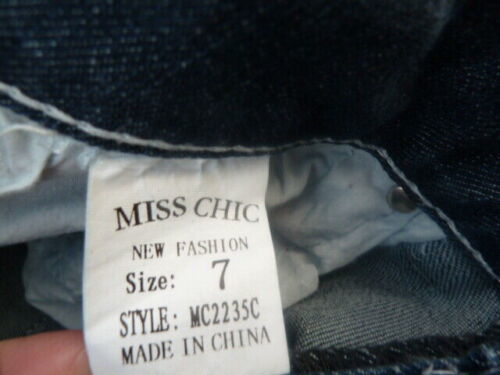 MISS CHIC
NEW FASHION
Size: 7
STYLE: MC2235C
MADE IN CHINA